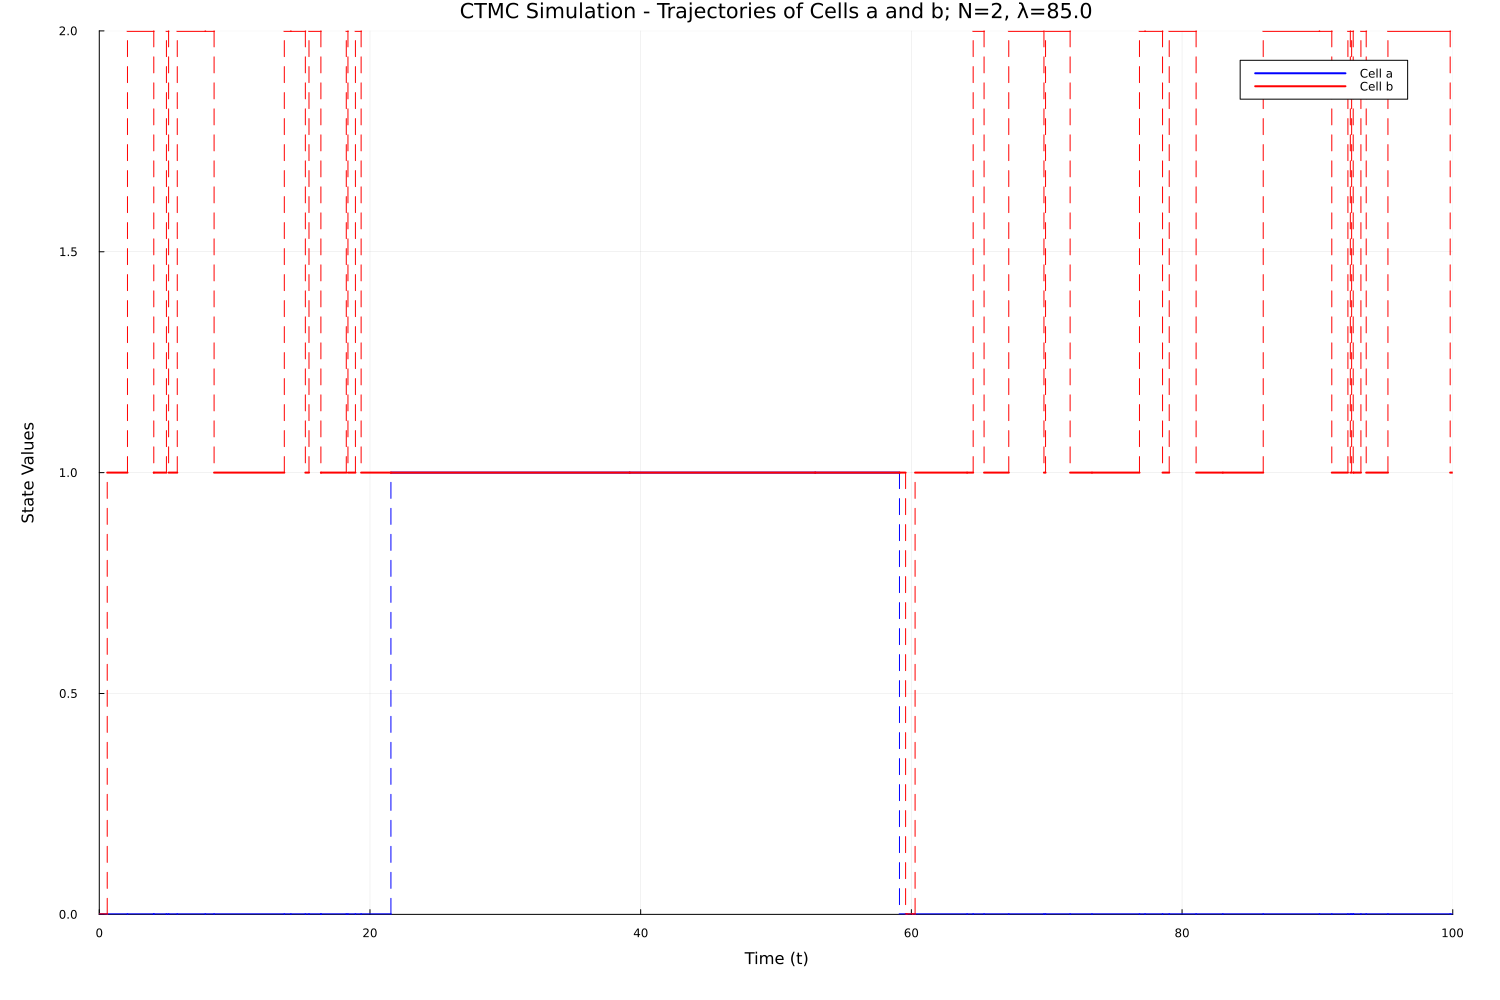 CTMC Simulation - Trajectories of Cells a and b; N=2, λ=85.0
2.0
Cell a
Cell b
1.5
State Values
1.0
0.5
0.0
0 20 40 60 80 100
Time (t)